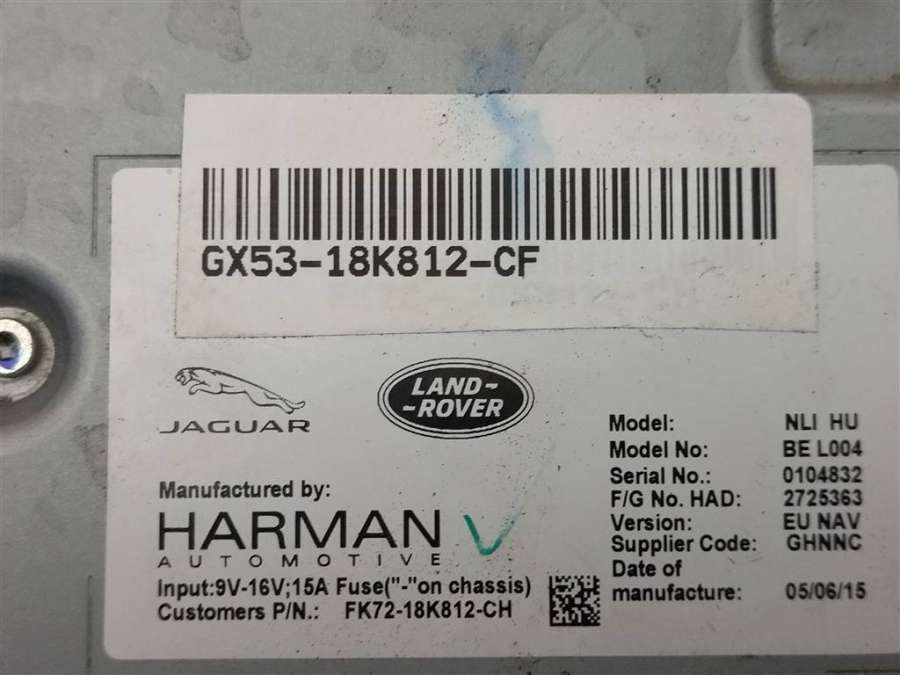 GX53-18K812-CF
JAGUAR
LAND-
-ROVER
Manufactured by:
HARMAN
AUTOMOTIVE
Input:9V-16V;15A Fuse("-"on chassis)
Customers P/N.: FK72-18K812-CH
Model: NLI HU
Model No: BE L004
Serial No.: 0104832
F/G No. HAD: 2725363
Version: EU NAV
Supplier Code: GHNNC
Date of
manufacture: 05/06/15